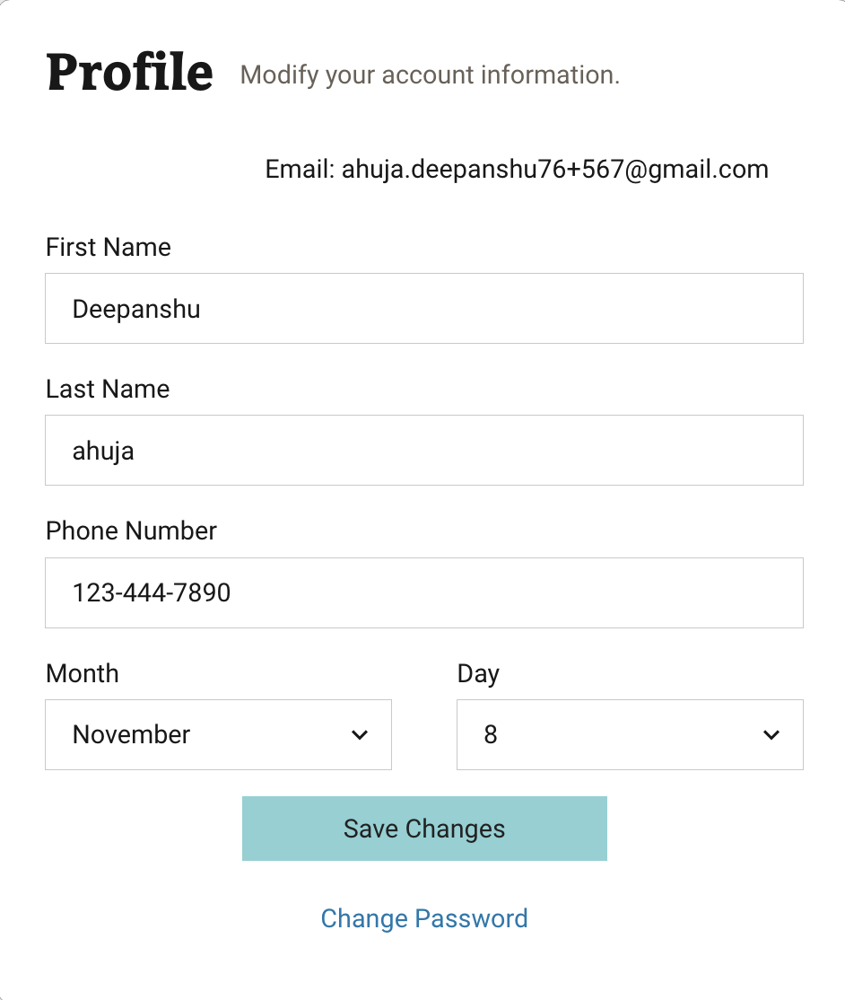 Profile Modify your account information.
Email: ahuja.deepanshu76+567@gmail.com
First Name
Deepanshu
Last Name
ahuja
Phone Number
123-444-7890
Month Day
November 8
Save Changes
Change Password